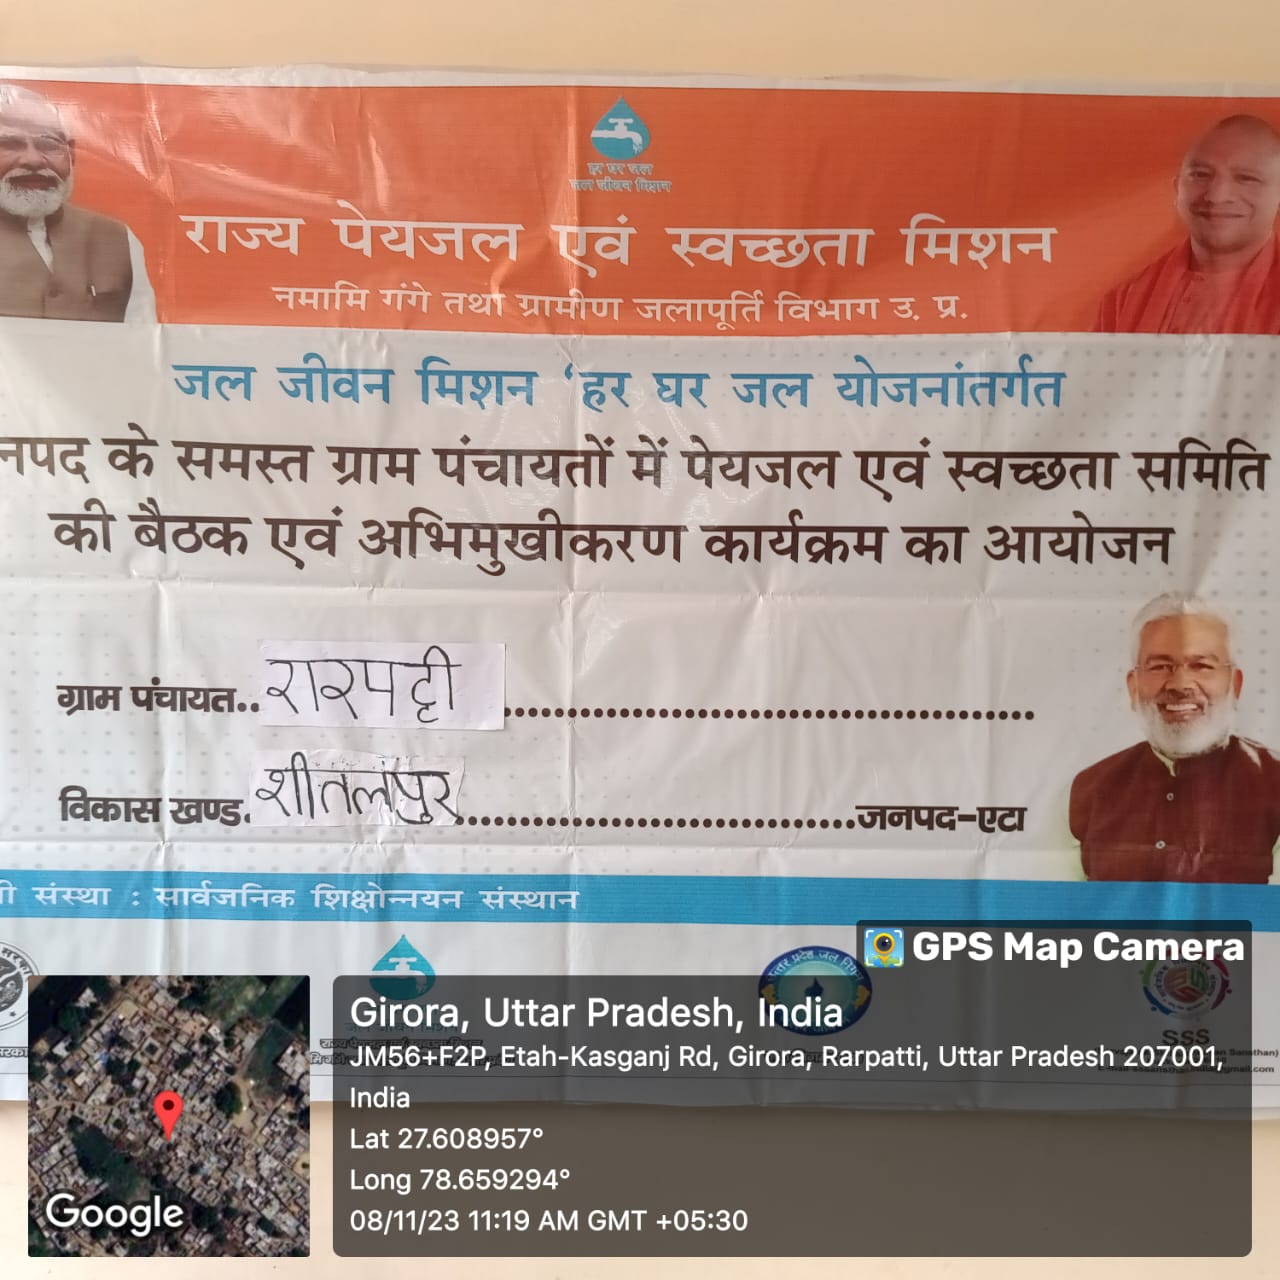 हर घर जल
जल जीवन मिशन
राज्य पेयजल एवं स्वच्छता मिशन
नमामि गंगे तथा ग्रामीण जलापूर्ति विभाग उ. प्र.
जल जीवन मिशन ‘हर घर जल योजनांतर्गत
नपद के समस्त ग्राम पंचायतों में पेयजल एवं स्वच्छता समिति
की बैठक एवं अभिमुखीकरण कार्यक्रम का आयोजन
ग्राम पंचायत..रारपट्टी
विकास खण्ड.शीतलपुर जनपद-एटा
संस्था : सार्वजनिक शिक्षोन्नयन संस्थान
GPS Map Camera
SSS
Girora, Uttar Pradesh, India
JM56+F2P, Etah-Kasganj Rd, Girora, Rarpatti, Uttar Pradesh 207001,
India
Lat 27.608957°
Long 78.659294°
08/11/23 11:19 AM GMT +05:30
Google